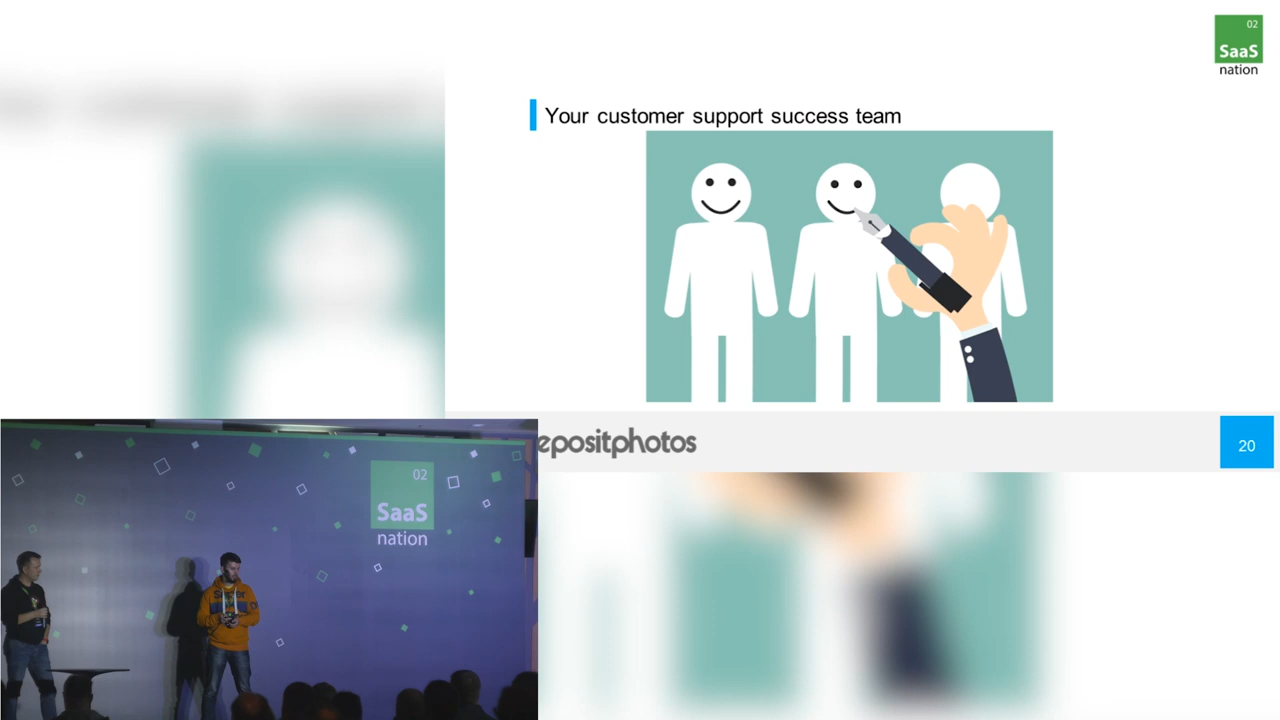 02
SaaS
nation
Your customer support success team
epositphotos
20
02
SaaS
nation